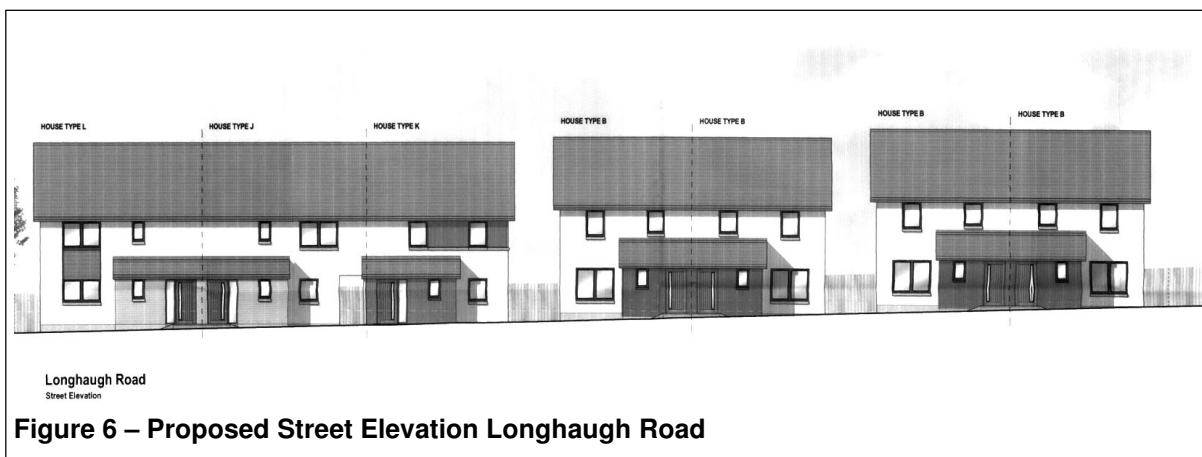 HOUSE TYPE L
HOUSE TYPE J
HOUSE TYPE K
HOUSE TYPE B
HOUSE TYPE B
HOUSE TYPE B
HOUSE TYPE B
Longhaugh Road
Street Elevation
Figure 6 – Proposed Street Elevation Longhaugh Road